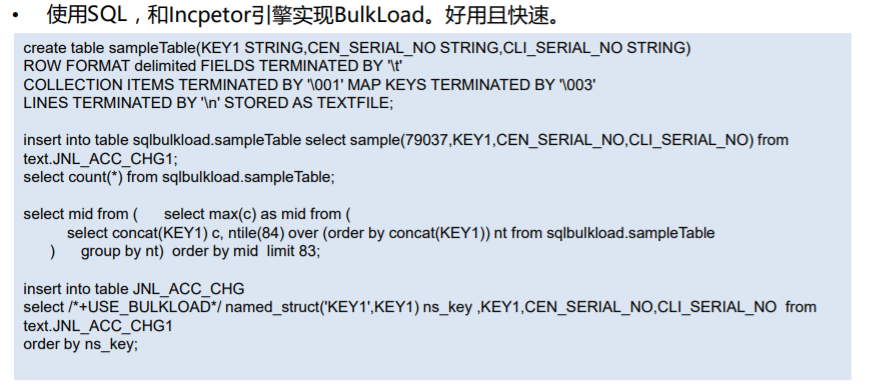 • 使用SQL，和Incpetor引擎实现BulkLoad。好用且快速。
create table sampleTable(KEY1 STRING,CEN_SERIAL_NO STRING,CLI_SERIAL_NO STRING)
ROW FORMAT delimited FIELDS TERMINATED BY '\t'
COLLECTION ITEMS TERMINATED BY '\001' MAP KEYS TERMINATED BY '\003'
LINES TERMINATED BY '\n' STORED AS TEXTFILE;
insert into table sqlbulkload.sampleTable select sample(79037,KEY1,CEN_SERIAL_NO,CLI_SERIAL_NO) from
text.JNL_ACC_CHG1;
select count(*) from sqlbulkload.sampleTable;
select mid from ( select max(c) as mid from (
select concat(KEY1) c, ntile(84) over (order by concat(KEY1)) nt from sqlbulkload.sampleTable
) group by nt) order by mid limit 83;
insert into table JNL_ACC_CHG
select /*+USE_BULKLOAD*/ named_struct('KEY1',KEY1) ns_key ,KEY1,CEN_SERIAL_NO,CLI_SERIAL_NO from
text.JNL_ACC_CHG1
order by ns_key;